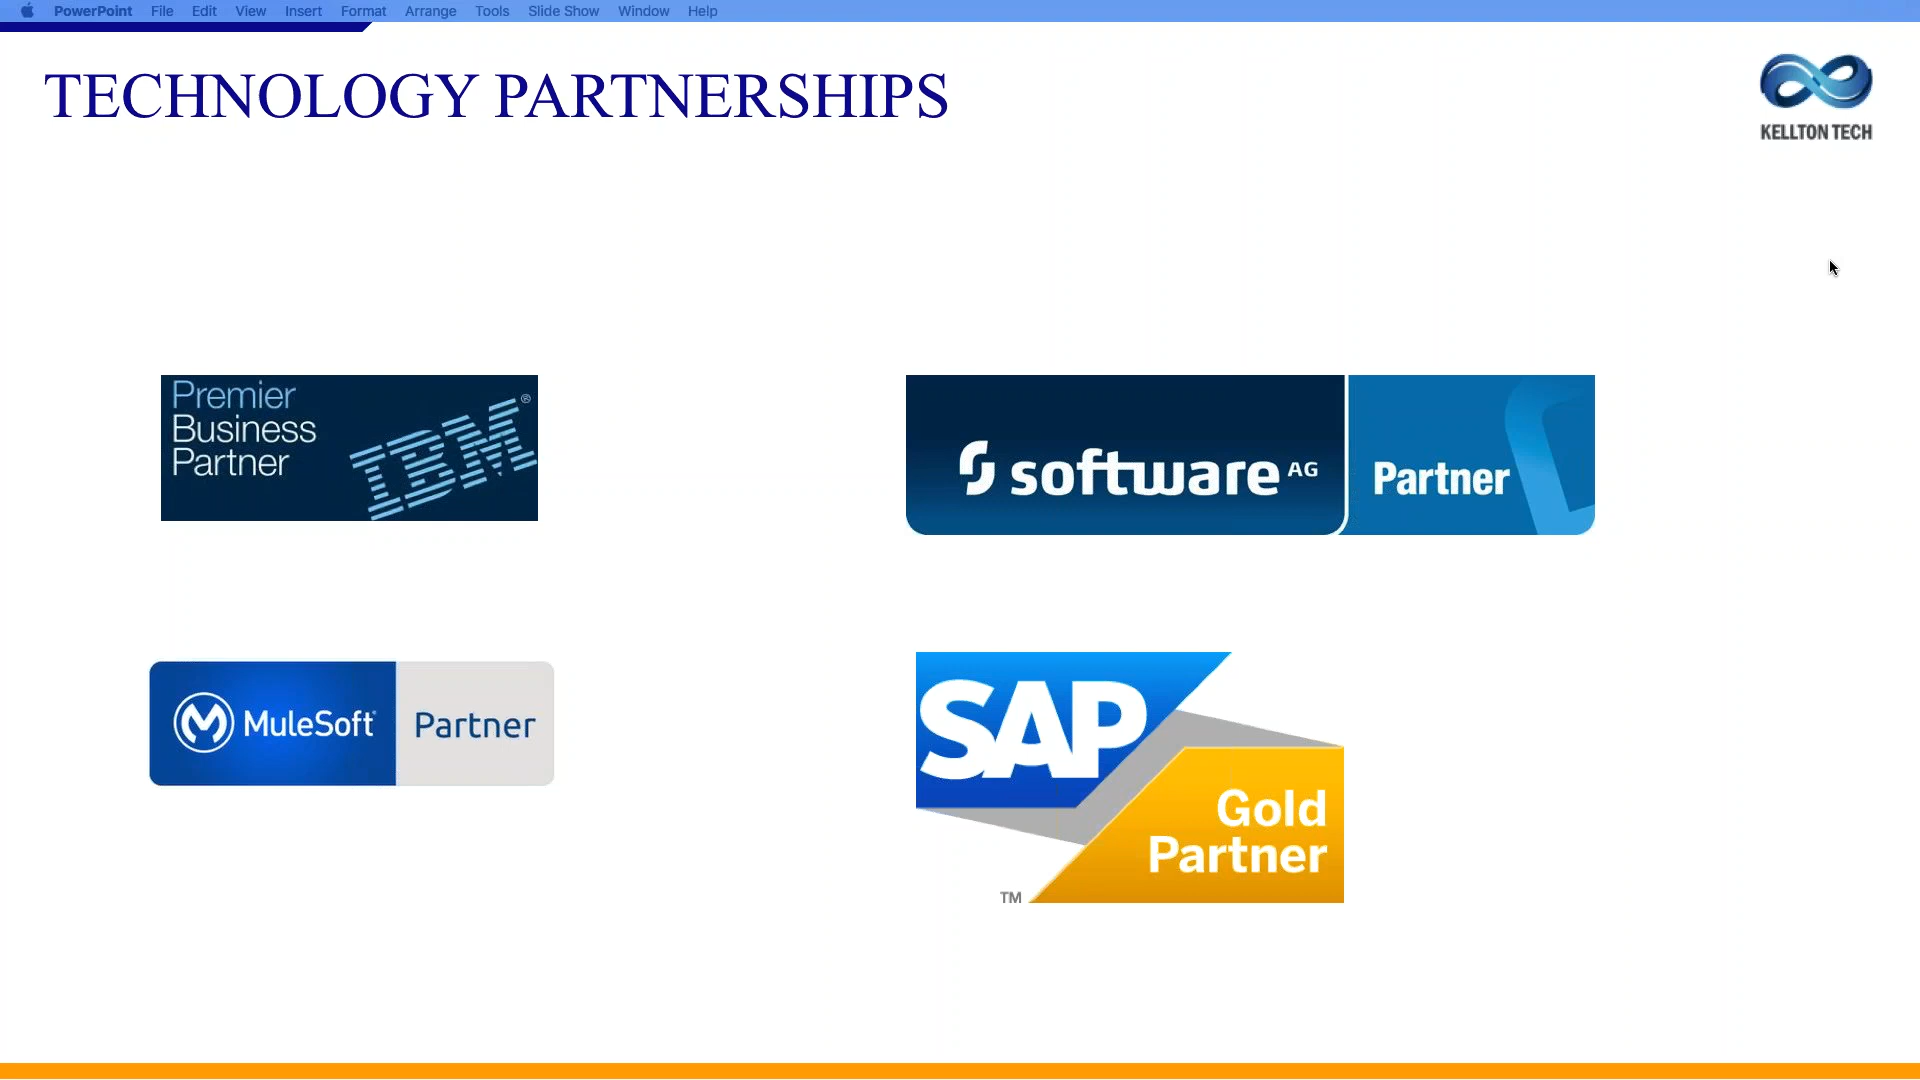 PowerPoint File Edit View Insert Format Arrange Tools Slide Show Window Help
TECHNOLOGY PARTNERSHIPS
KELLTON TECH
Premier
Business
Partner
IBM®
software AG Partner
MuleSoft Partner
SAP
Gold
Partner
TM